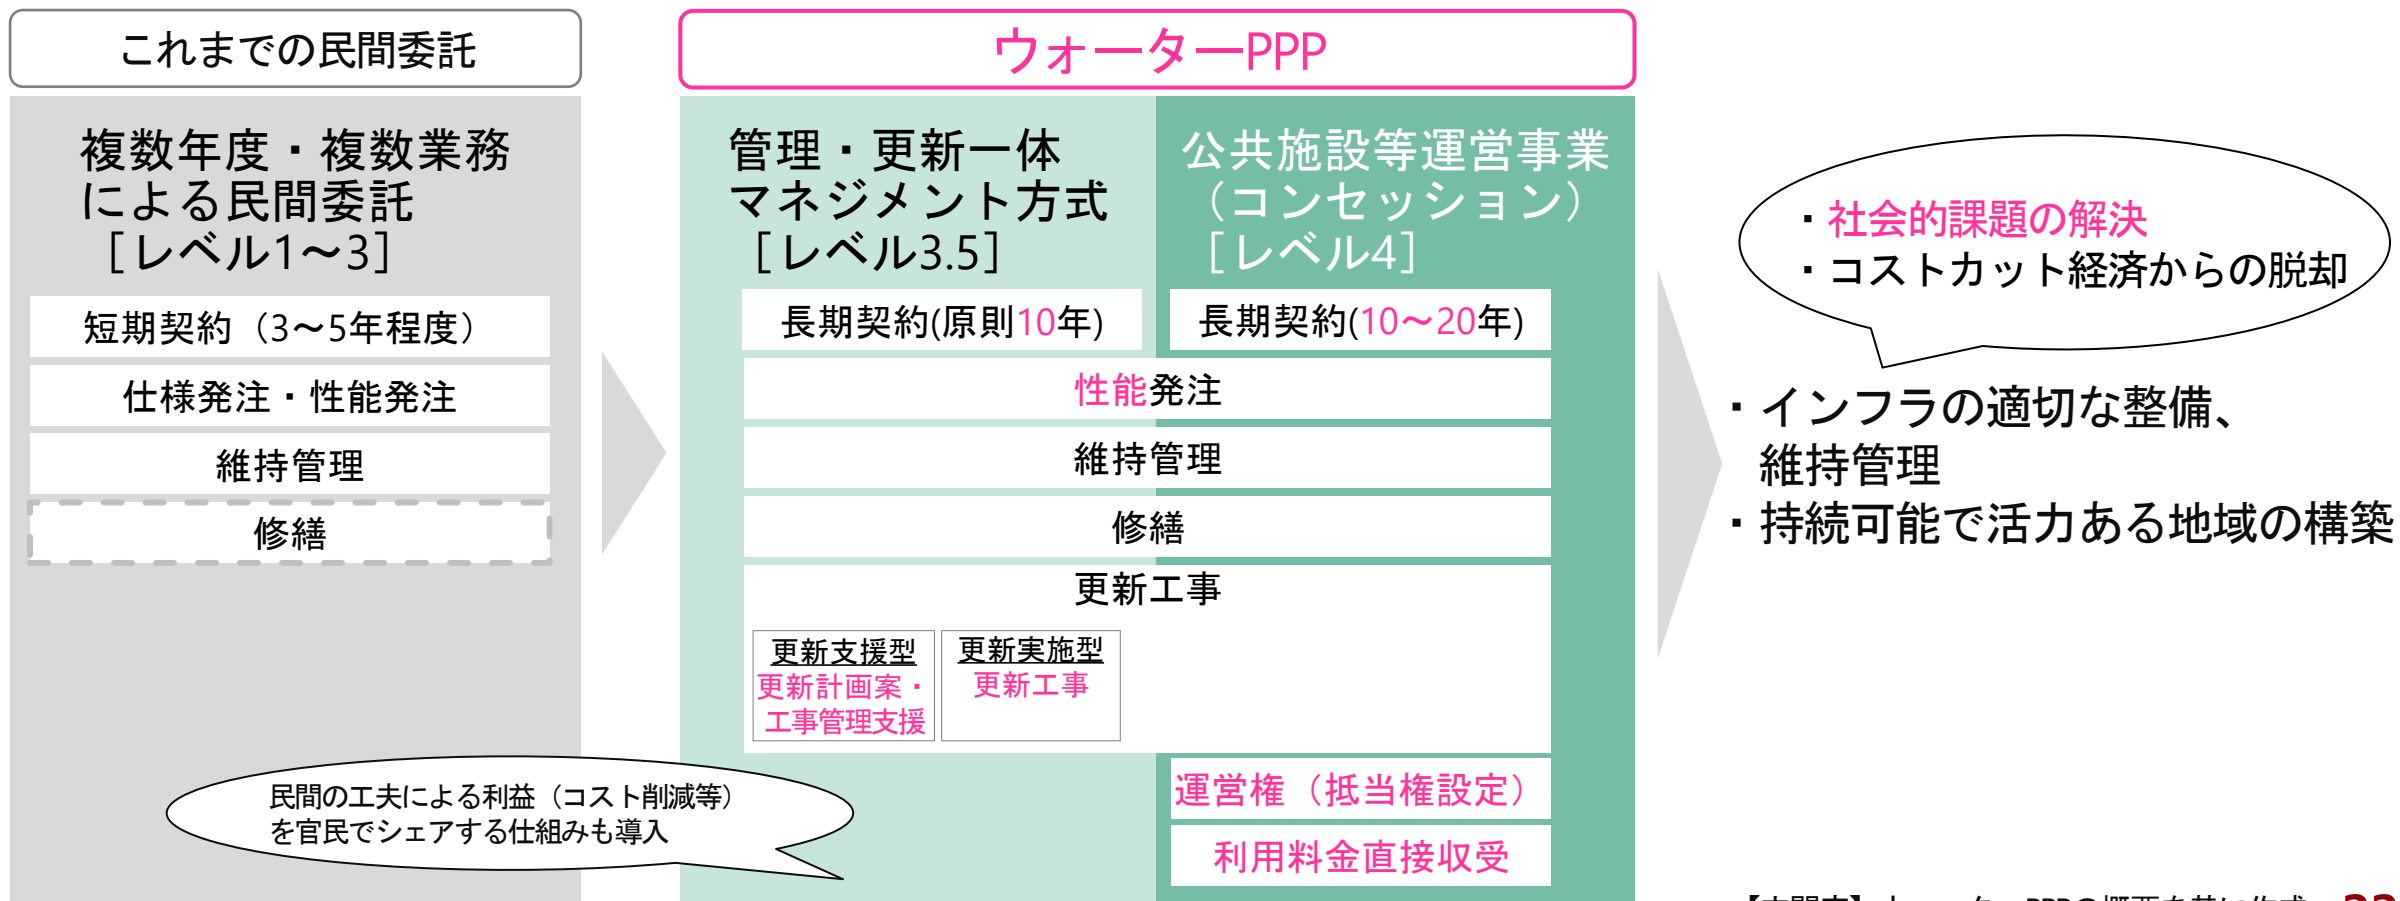 これまでの民間委託
複数年度・複数業務
による民間委託
［レベル1～3］
短期契約（3～5年程度）
仕様発注・性能発注
維持管理
修繕
ウォーターPPP
管理・更新一体
マネジメント方式
［レベル3.5］
公共施設等運営事業
（コンセッション）
［レベル4］
長期契約(原則10年)
長期契約(10～20年)
性能発注
維持管理
修繕
更新工事
更新支援型
更新計画案・
工事管理支援
更新実施型
更新工事
運営権（抵当権設定）
利用料金直接収受
民間の工夫による利益（コスト削減等）
を官民でシェアする仕組みも導入
・社会的課題の解決
・コストカット経済からの脱却
・インフラの適切な整備、
維持管理
・持続可能で活力ある地域の構築